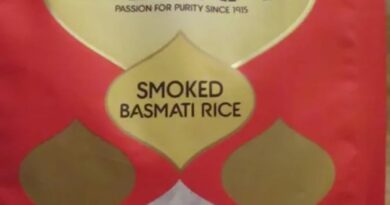 PASSION FOR PURITY SINCE 1915
SMOKED
BASMATI RICE